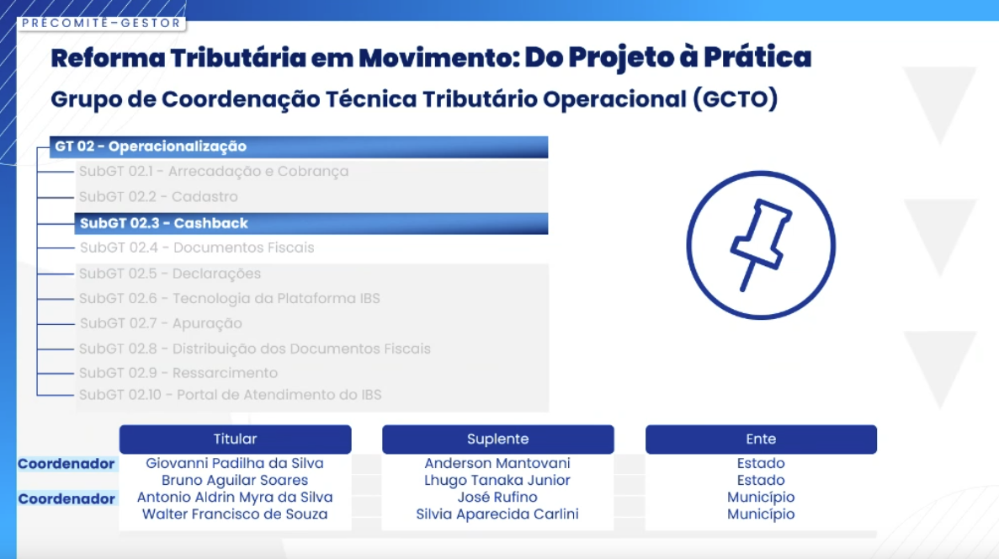 PRÉCOMITÊ-GESTOR
Reforma Tributária em Movimento: Do Projeto à Prática
Grupo de Coordenação Técnica Tributário Operacional (GCTO)
GT 02 - Operacionalização
SubGT 02.1 - Arrecadação e Cobrança
SubGT 02.2 - Cadastro
SubGT 02.3 - Cashback
SubGT 02.4 - Documentos Fiscais
SubGT 02.5 - Declarações
SubGT 02.6 - Tecnologia da Plataforma IBS
SubGT 02.7 - Apuração
SubGT 02.8 - Distribuição dos Documentos Fiscais
SubGT 02.9 - Ressarcimento
SubGT 02.10 - Portal de Atendimento do IBS
Titular Suplente Ente
Coordenador Giovanni Padilha da Silva Anderson Mantovani Estado
Bruno Aguilar Soares Lhugo Tanaka Junior Estado
Coordenador Antonio Aldrin Myra da Silva José Rufino Município
Walter Francisco de Souza Silvia Aparecida Carlini Município